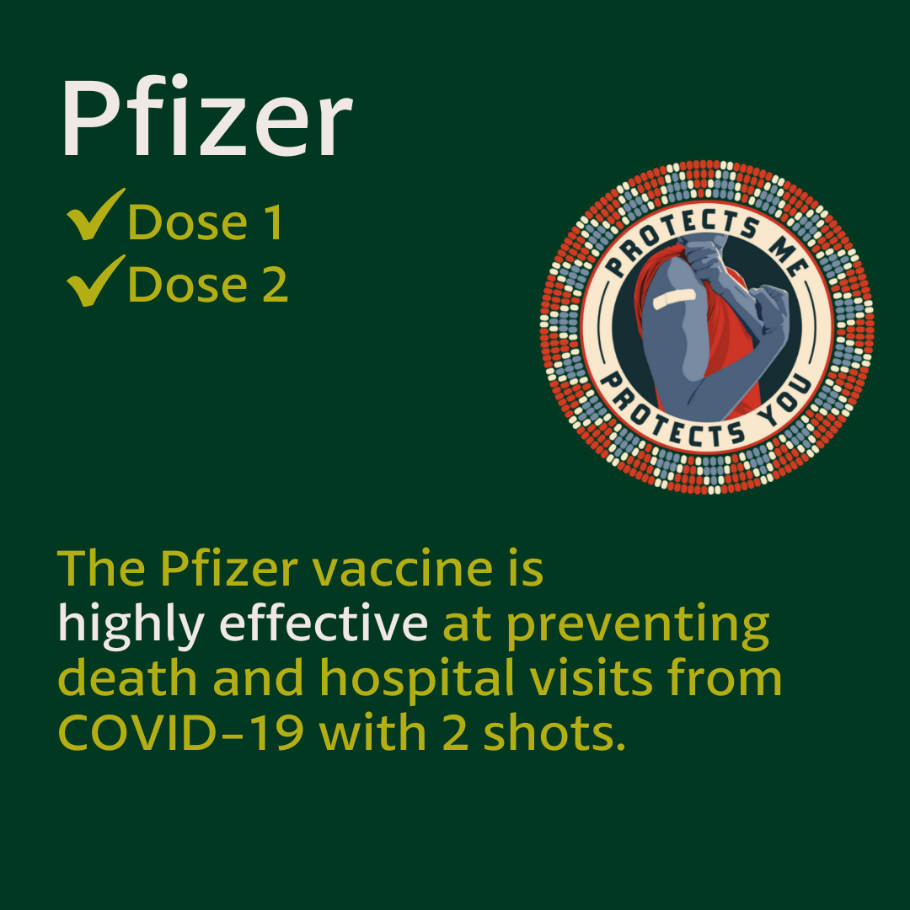 Pfizer
✓Dose 1
✓Dose 2
PROTECTS ME
PROTECTS YOU
The Pfizer vaccine is
highly effective at preventing
death and hospital visits from
COVID-19 with 2 shots.